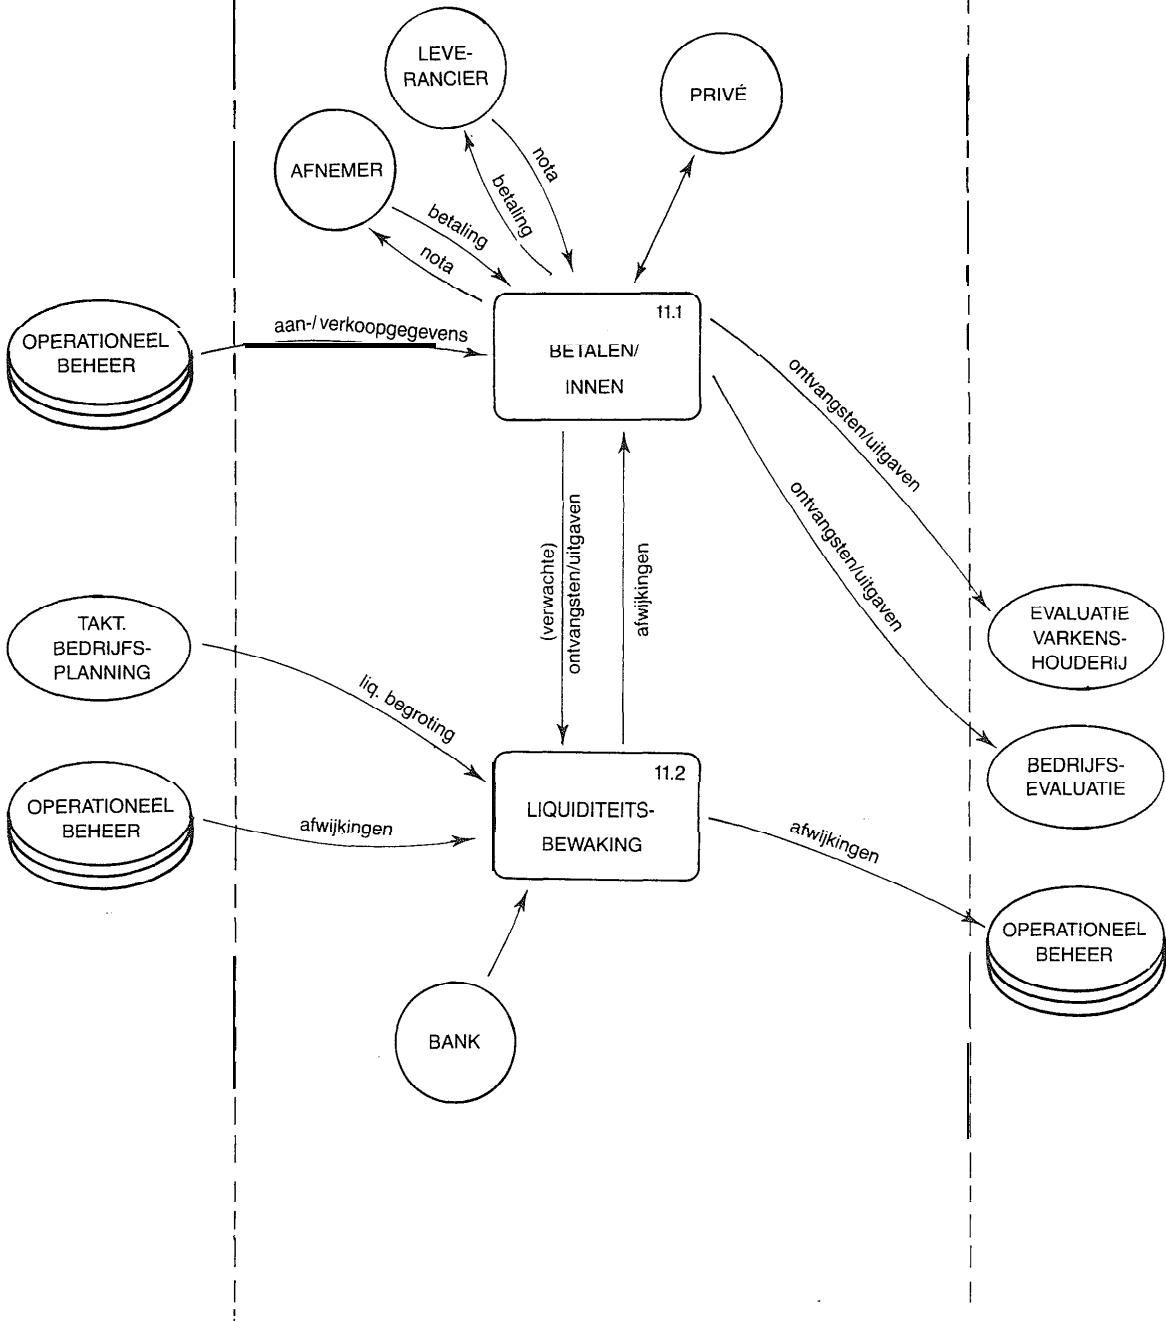 LEVE-
RANCIER
PRIVÉ
AFNEMER
nota
betaling
betaling
nota
OPERATIONEEL
BEHEER
aan-/verkoopgegevens
11.1
BETALEN/
INNEN
ontvangsten/uitgaven
ontvangsten/uitgaven
(verwachte)
ontvangsten/uitgaven
afwijkingen
TAKT.
BEDRIJFS-
PLANNING
liq. begroting
EVALUATIE
VARKENS-
HOUDERIJ
BEDRIJFS-
EVALUATIE
OPERATIONEEL
BEHEER
afwijkingen
11.2
LIQUIDITEITS-
BEWAKING
afwijkingen
OPERATIONEEL
BEHEER
BANK